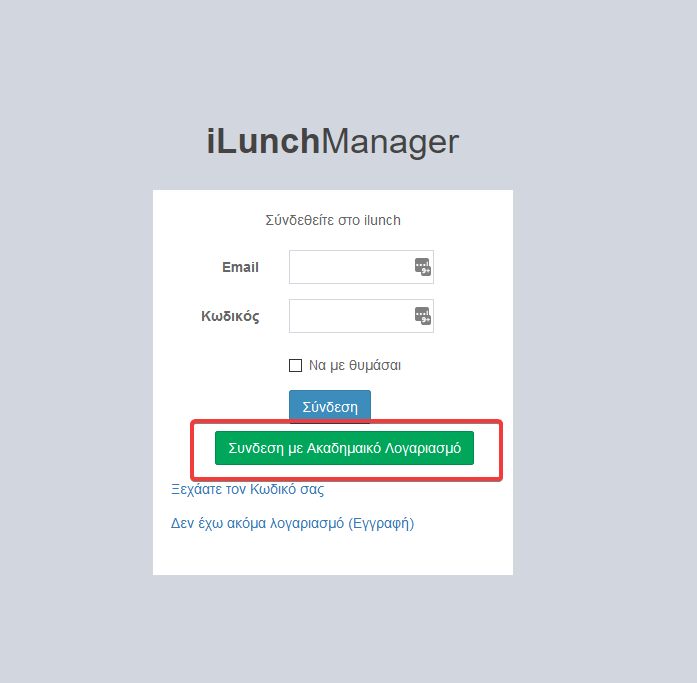 iLunchManager
Σύνδεθείτε στο ilunch
Email
Κωδικός
Να με θυμάσαι
Σύνδεση
Συνδεση με Ακαδημαικό Λογαριασμό
Ξεχάατε τον Κωδικό σας
Δεν έχω ακόμα λογαριασμό (Εγγραφή)